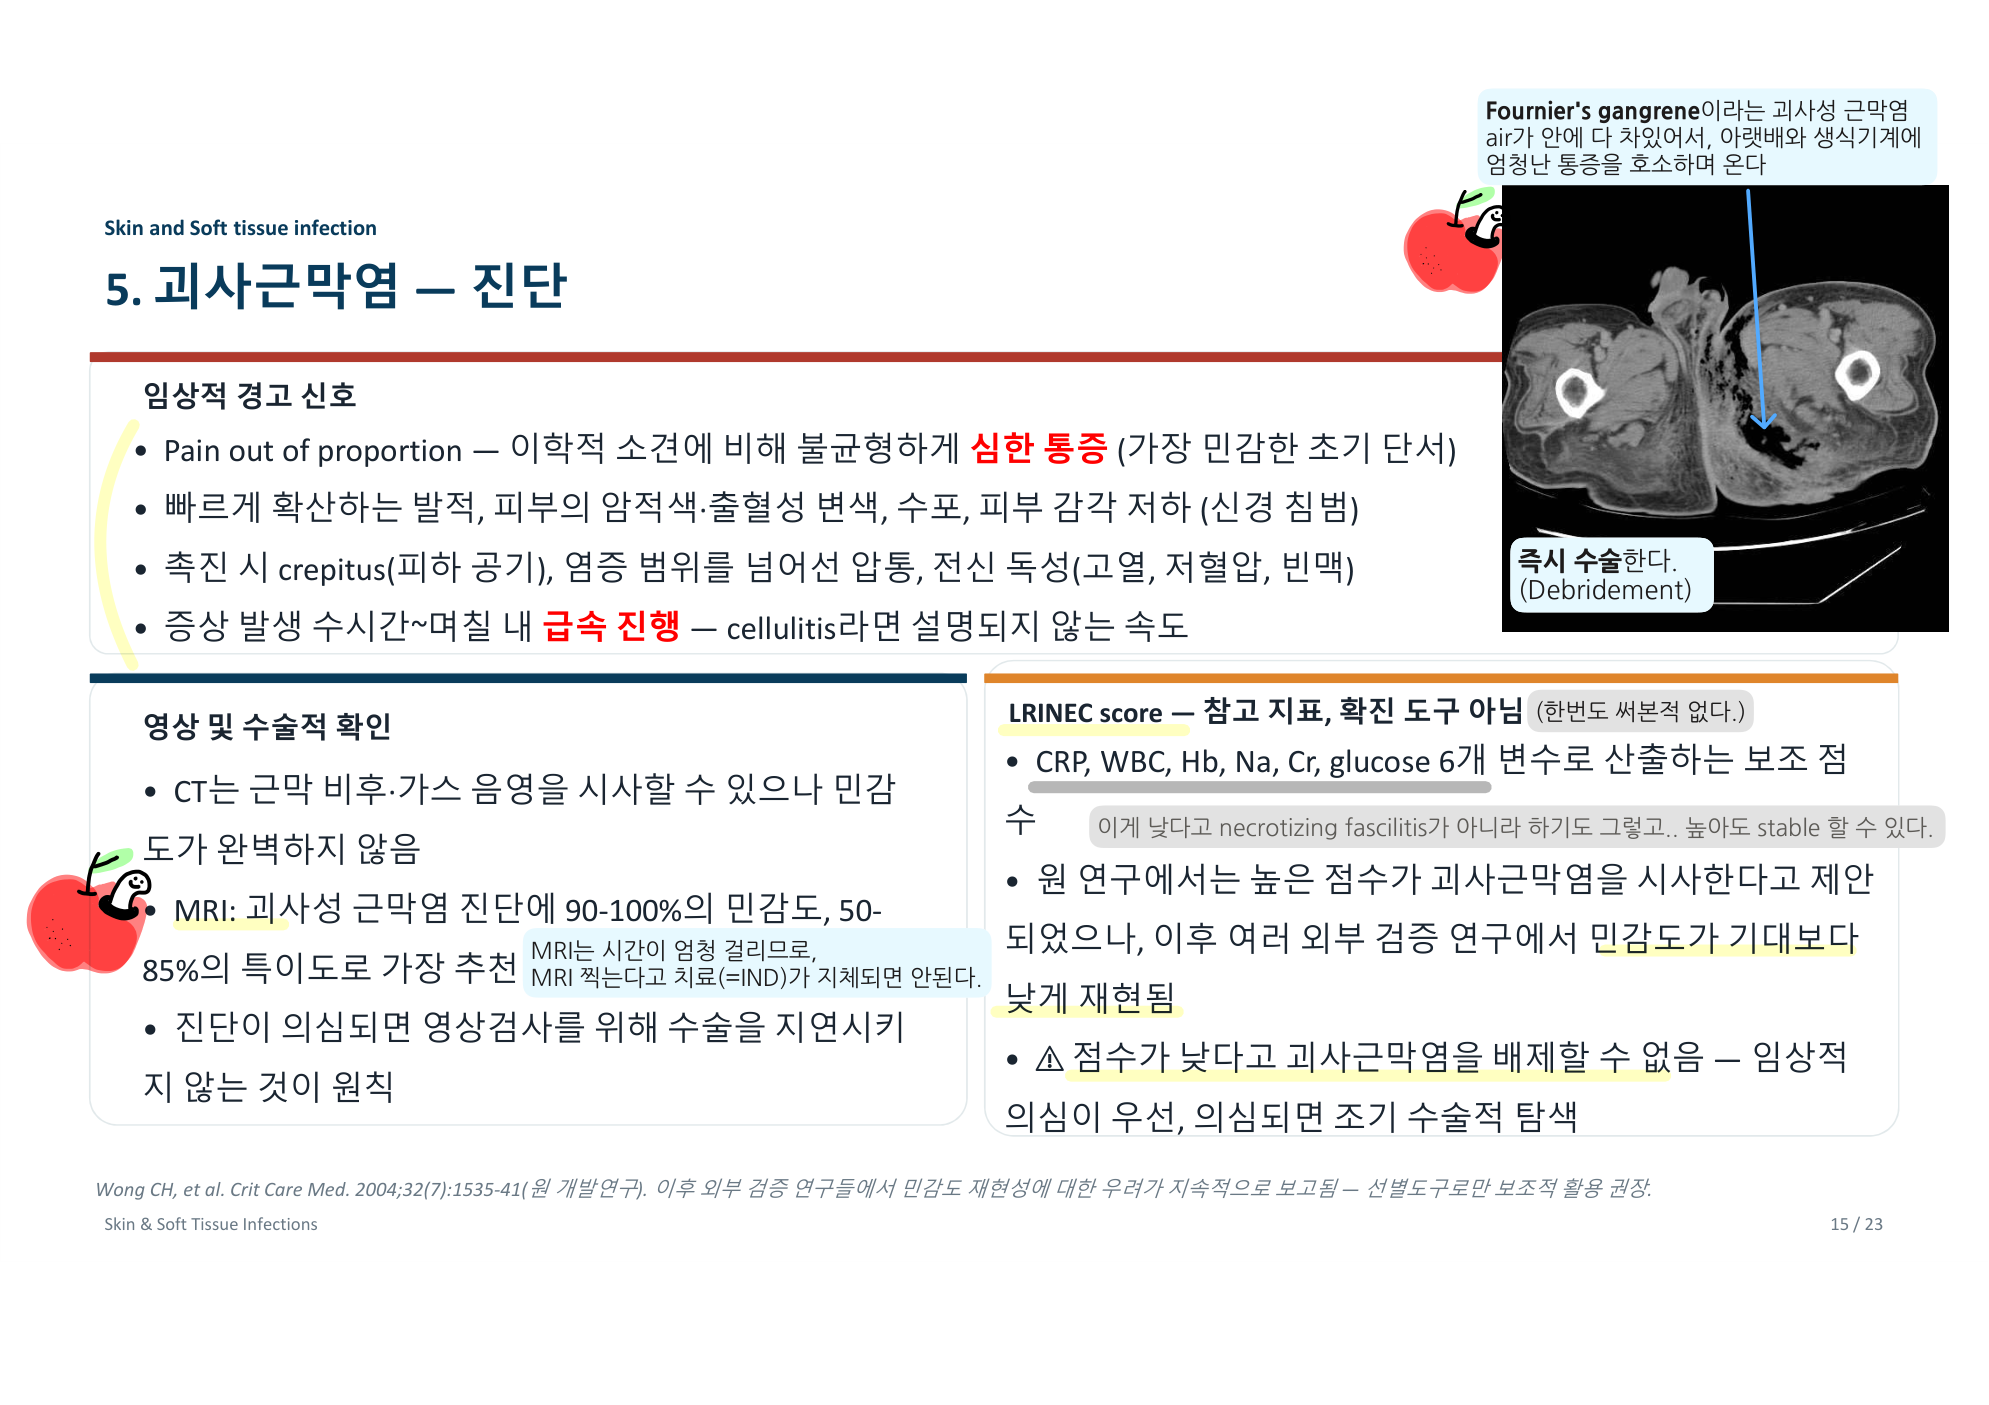 Fournier's gangrene이라는 괴사성 근막염
air가 안에 다 차있어서, 아랫배와 생식기계에
엄청난 통증을 호소하며 온다
Skin and Soft tissue infection
5. 괴사근막염 — 진단
임상적 경고 신호
• Pain out of proportion — 이학적 소견에 비해 불균형하게 심한 통증 (가장 민감한 초기 단서)
• 빠르게 확산하는 발적, 피부의 암적색·출혈성 변색, 수포, 피부 감각 저하 (신경 침범)
• 촉진 시 crepitus(피하 공기), 염증 범위를 넘어선 압통, 전신 독성(고열, 저혈압, 빈맥)
• 증상 발생 수시간~며칠 내 급속 진행 — cellulitis라면 설명되지 않는 속도
즉시 수술한다.
(Debridement)
영상 및 수술적 확인
• CT는 근막 비후·가스 음영을 시사할 수 있으나 민감
도가 완벽하지 않음
• MRI: 괴사성 근막염 진단에 90-100%의 민감도, 50-
85%의 특이도로 가장 추천
MRI는 시간이 엄청 걸리므로,
MRI 찍는다고 치료(=IND)가 지체되면 안된다.
• 진단이 의심되면 영상검사를 위해 수술을 지연시키
지 않는 것이 원칙
LRINEC score — 참고 지표, 확진 도구 아님 (한번도 써본적 없다.)
• CRP, WBC, Hb, Na, Cr, glucose 6개 변수로 산출하는 보조 점
수
이게 낮다고 necrotizing fascilitis가 아니라 하기도 그렇고.. 높아도 stable 할 수 있다.
• 원 연구에서는 높은 점수가 괴사근막염을 시사한다고 제안
되었으나, 이후 여러 외부 검증 연구에서 민감도가 기대보다
낮게 재현됨
• ⚠ 점수가 낮다고 괴사근막염을 배제할 수 없음 — 임상적
의심이 우선, 의심되면 조기 수술적 탐색
Wong CH, et al. Crit Care Med. 2004;32(7):1535-41(원 개발연구). 이후 외부 검증 연구들에서 민감도 재현성에 대한 우려가 지속적으로 보고됨 — 선별도구로만 보조적 활용 권장.
Skin & Soft Tissue Infections
15 / 23